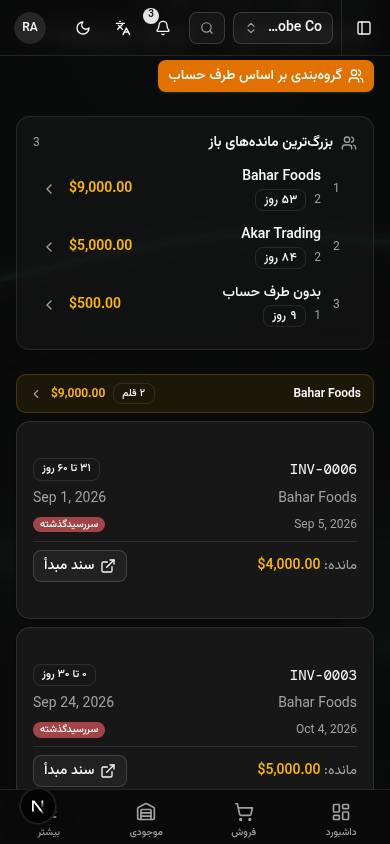 RA
3
...obe Co
گروه‌بندی بر اساس طرف حساب
بزرگ‌ترین مانده‌های باز
3
1
Bahar Foods
2
۵۳ روز
$9,000.00
2
Akar Trading
2
۸۴ روز
$5,000.00
3
بدون طرف حساب
1
۹ روز
$500.00
Bahar Foods
۲ قلم
$9,000.00
INV-0006
۳۱ تا ۶۰ روز
Bahar Foods
Sep 1, 2026
Sep 5, 2026
سررسیدگذشته
مانده: $4,000.00
سند مبدأ
INV-0003
۰ تا ۳۰ روز
Bahar Foods
Sep 24, 2026
Oct 4, 2026
سررسیدگذشته
مانده: $5,000.00
سند مبدأ
داشبورد
فروش
موجودی
بیشتر
N